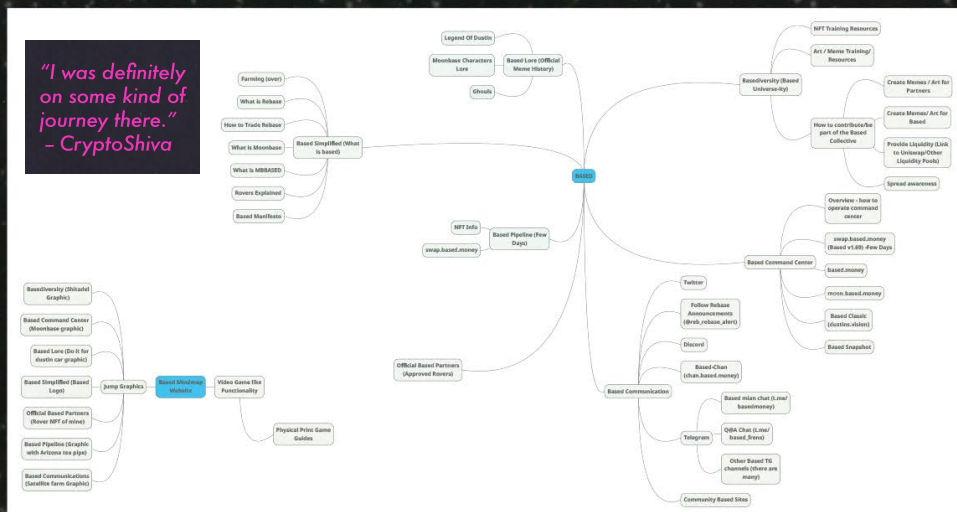 “I was definitely
on some kind of
journey there.”
– CryptoShiva
Legend Of Dustin
Moonbase Characters
Lore
Ghouls
Based Lore (Official
Meme History)
Farming (over)
What is Rebase
How to Trade Rebase
What is Moonbase
What is MBBASED
Rovers Explained
Based Manifesto
Based Simplified (What
is based)
NFT Info
swap.based.money
Based Pipeline (Few
Days)
Official Based Partners
(Approved Rovers)
BASED
NFT Training Resources
Art / Meme Training/
Resources
Basediversity (Based
Universe-ity)
How to contribute/be
part of the Based
Collective
Create Memes / Art for
Partners
Create Memes/ Art for
Based
Provide Liquidity (Link
to Uniswap/Other
Liquidity Pools)
Spread awareness
Based Command Center
Overview - how to
operate command
center
swap.based.money
(Based v1.69) -Few Days
based.money
moon.based.money
Based Classic
(dustins.vision)
Based Snapshot
Based Communication
Twitter
Follow Rebase
Announcements
(@reb_rebase_alert)
Discord
Based-Chan
(chan.based.money)
Telegram
Based mian chat (t.me/
basedmoney)
Q&A Chat (t.me/
based_frens)
Other Based TG
channels (there are
many)
Community Based Sites
Basediversity (Shitadel
Graphic)
Based Command Center
(Moonbase graphic)
Based Lore (Do it for
dustin car graphic)
Based Simplified (Based
Logo)
Official Based Partners
(Rover NFT of mine)
Based Pipeline (Graphic
with Arizona tea pipe)
Based Communications
(Satellite farm Graphic)
Jump Graphics
Based Mindmap
Website
Video Game like
Functionality
Physical Print Game
Guides